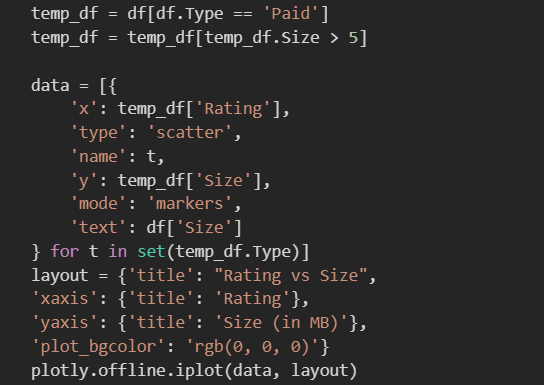 temp_df = df[df.Type == 'Paid']
temp_df = temp_df[temp_df.Size > 5]
data = [{
    'x': temp_df['Rating'],
    'type': 'scatter',
    'name': t,
    'y': temp_df['Size'],
    'mode': 'markers',
    'text': df['Size']
} for t in set(temp_df.Type)]
layout = {'title': "Rating vs Size",
'xaxis': {'title': 'Rating'},
'yaxis': {'title': 'Size (in MB)'},
'plot_bgcolor': 'rgb(0, 0, 0)'}
plotly.offline.iplot(data, layout)